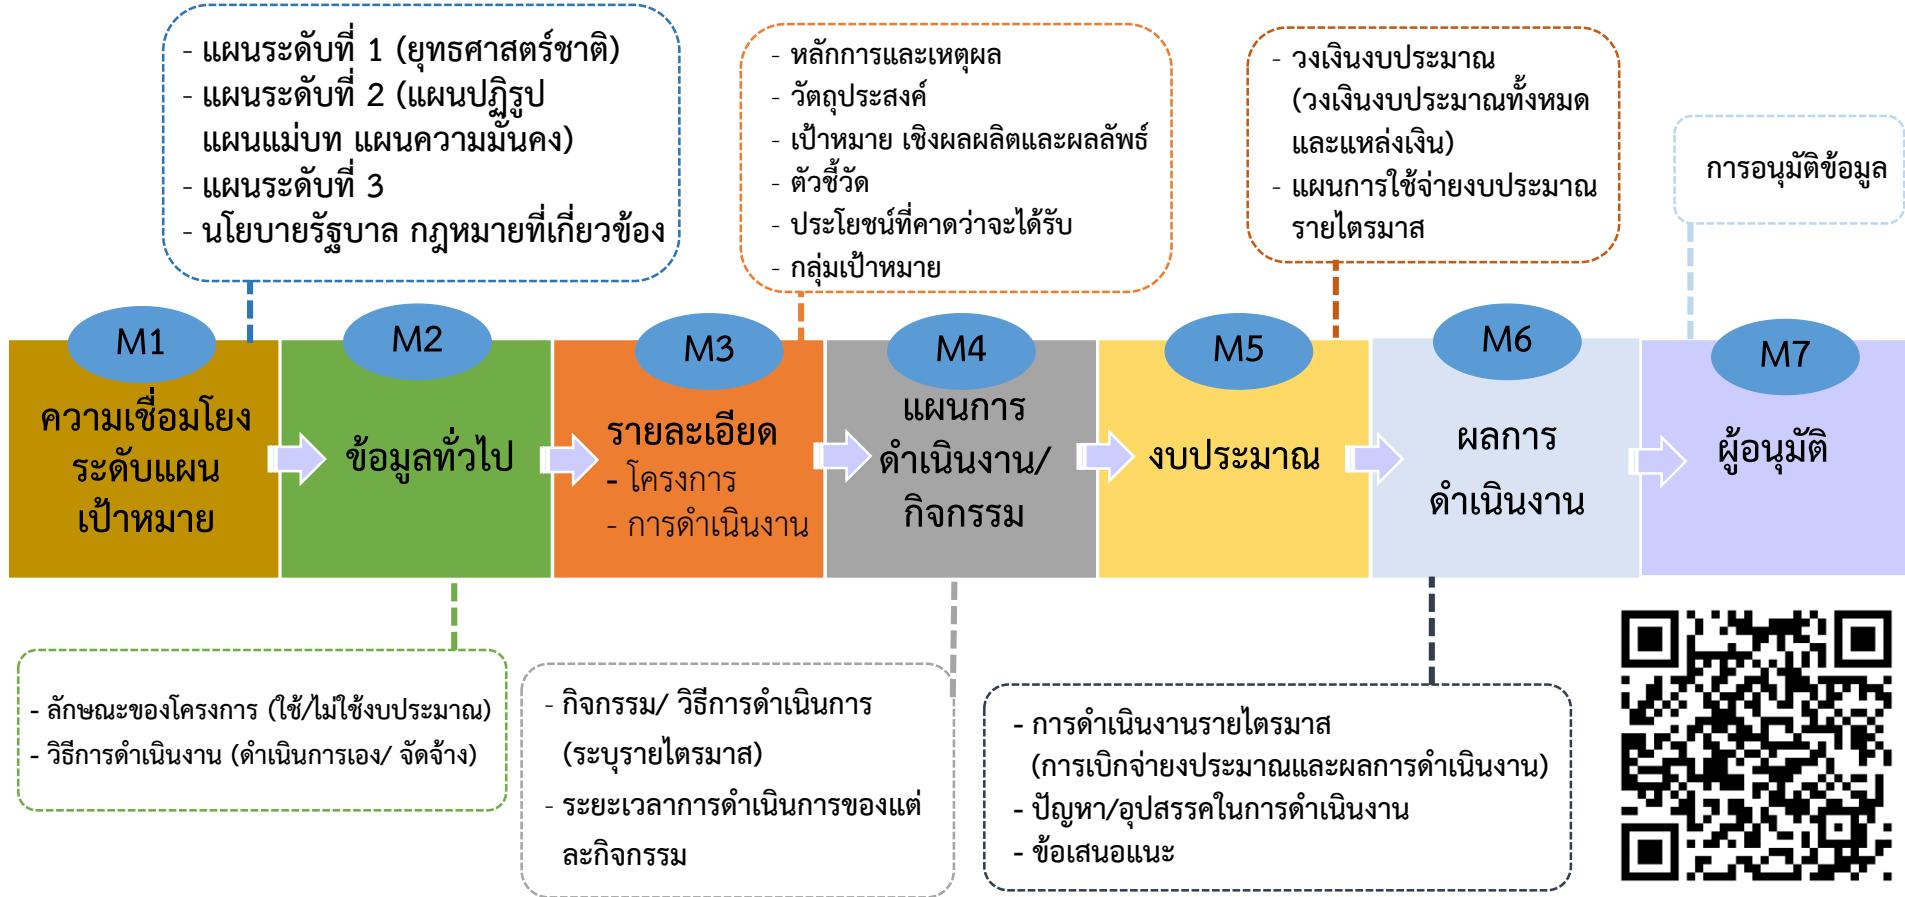 - แผนระดับที่ 1 (ยุทธศาสตร์ชาติ)
- แผนระดับที่ 2 (แผนปฏิรูป
แผนแม่บท แผนความมั่นคง)
- แผนระดับที่ 3
- นโยบายรัฐบาล กฎหมายที่เกี่ยวข้อง
- หลักการและเหตุผล
- วัตถุประสงค์
- เป้าหมาย เชิงผลผลิตและผลลัพธ์
- ตัวชี้วัด
- ประโยชน์ที่คาดว่าจะได้รับ
- กลุ่มเป้าหมาย
- วงเงินงบประมาณ
(วงเงินงบประมาณทั้งหมด
และแหล่งเงิน)
- แผนการใช้จ่ายงบประมาณ
รายไตรมาส
การอนุมัติข้อมูล
M1
ความเชื่อมโยง
ระดับแผน
เป้าหมาย
M2
ข้อมูลทั่วไป
M3
รายละเอียด
- โครงการ
- การดำเนินงาน
M4
แผนการ
ดำเนินงาน/
กิจกรรม
M5
งบประมาณ
M6
ผลการ
ดำเนินงาน
M7
ผู้อนุมัติ
- ลักษณะของโครงการ (ใช้/ไม่ใช้งบประมาณ)
- วิธีการดำเนินงาน (ดำเนินการเอง/ จัดจ้าง)
- กิจกรรม/ วิธีการดำเนินการ
(ระบุรายไตรมาส)
- ระยะเวลาการดำเนินการของแต่
ละกิจกรรม
- การดำเนินงานรายไตรมาส
(การเบิกจ่ายงประมาณและผลการดำเนินงาน)
- ปัญหา/อุปสรรคในการดำเนินงาน
- ข้อเสนอแนะ